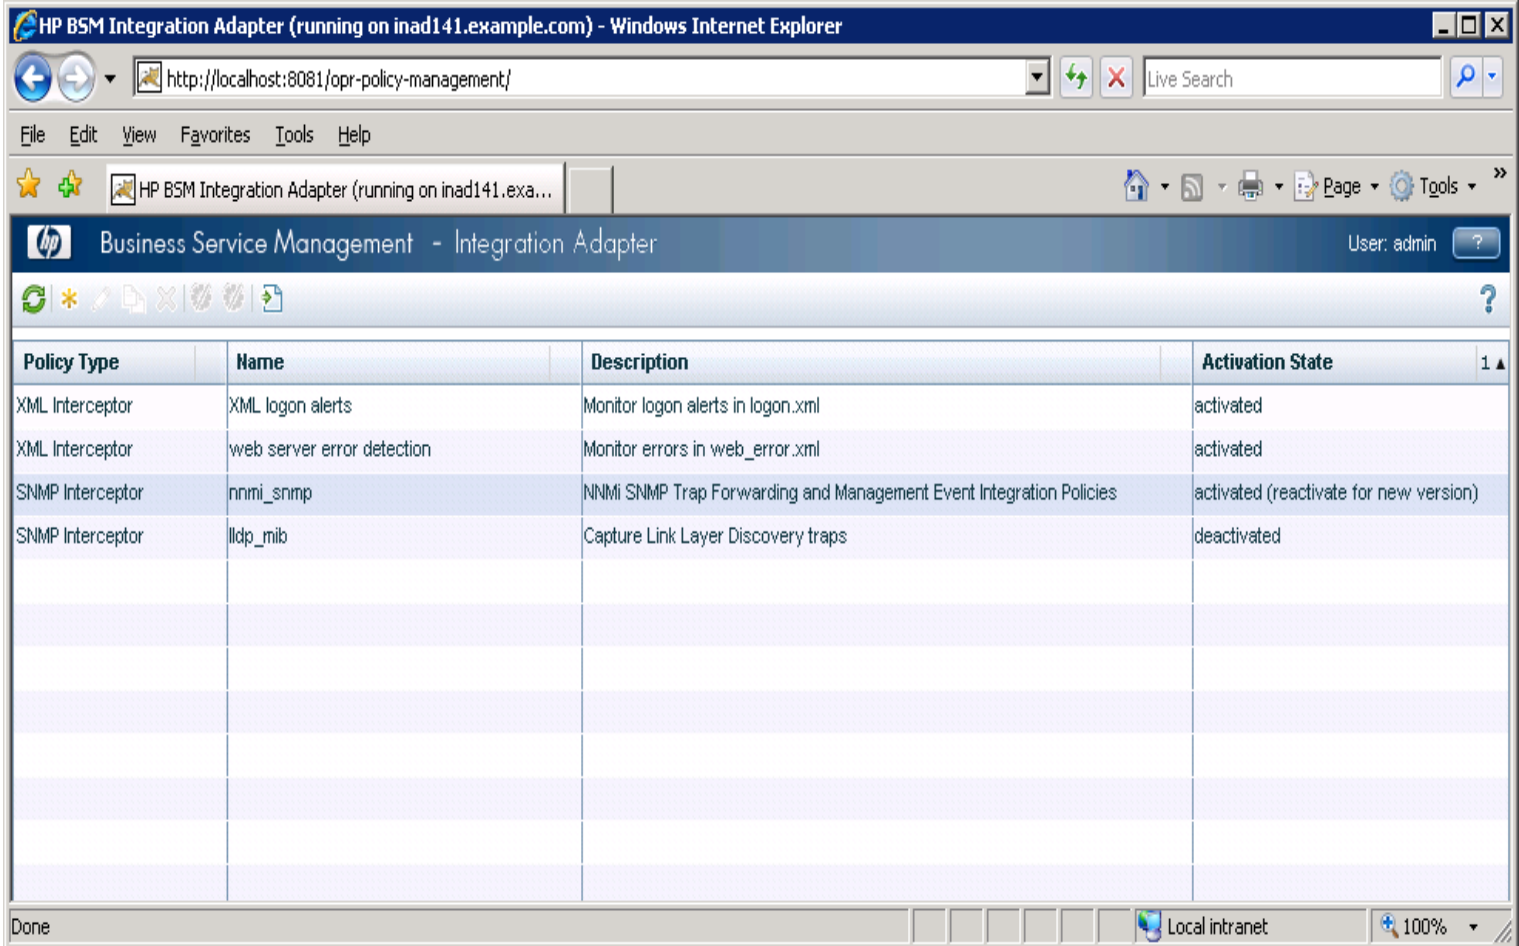 HP BSM Integration Adapter (running on inad141.example.com) - Windows Internet Explorer
http://localhost:8081/opr-policy-management/
Live Search
File Edit View Favorites Tools Help
HP BSM Integration Adapter (running on inad141.exa...
Page Tools »
hp Business Service Management - Integration Adapter User: admin ?
?
Policy Type Name Description Activation State 1
XML Interceptor XML logon alerts Monitor logon alerts in logon.xml activated
XML Interceptor web server error detection Monitor errors in web_error.xml activated
SNMP Interceptor nnmi_snmp NNMi SNMP Trap Forwarding and Management Event Integration Policies activated (reactivate for new version)
SNMP Interceptor lldp_mib Capture Link Layer Discovery traps deactivated
Done Local intranet 100%